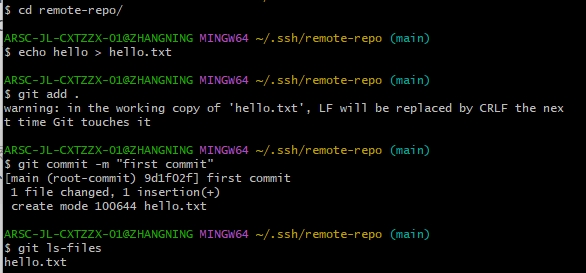 $ cd remote-repo/
ARSC-JL-CXTZZX-01@ZHANGNING MINGW64 ~/.ssh/remote-repo (main)
$ echo hello > hello.txt
ARSC-JL-CXTZZX-01@ZHANGNING MINGW64 ~/.ssh/remote-repo (main)
$ git add .
warning: in the working copy of 'hello.txt', LF will be replaced by CRLF the nex
t time Git touches it
ARSC-JL-CXTZZX-01@ZHANGNING MINGW64 ~/.ssh/remote-repo (main)
$ git commit -m "first commit"
[main (root-commit) 9d1f02f] first commit
 1 file changed, 1 insertion(+)
 create mode 100644 hello.txt
ARSC-JL-CXTZZX-01@ZHANGNING MINGW64 ~/.ssh/remote-repo (main)
$ git ls-files
hello.txt